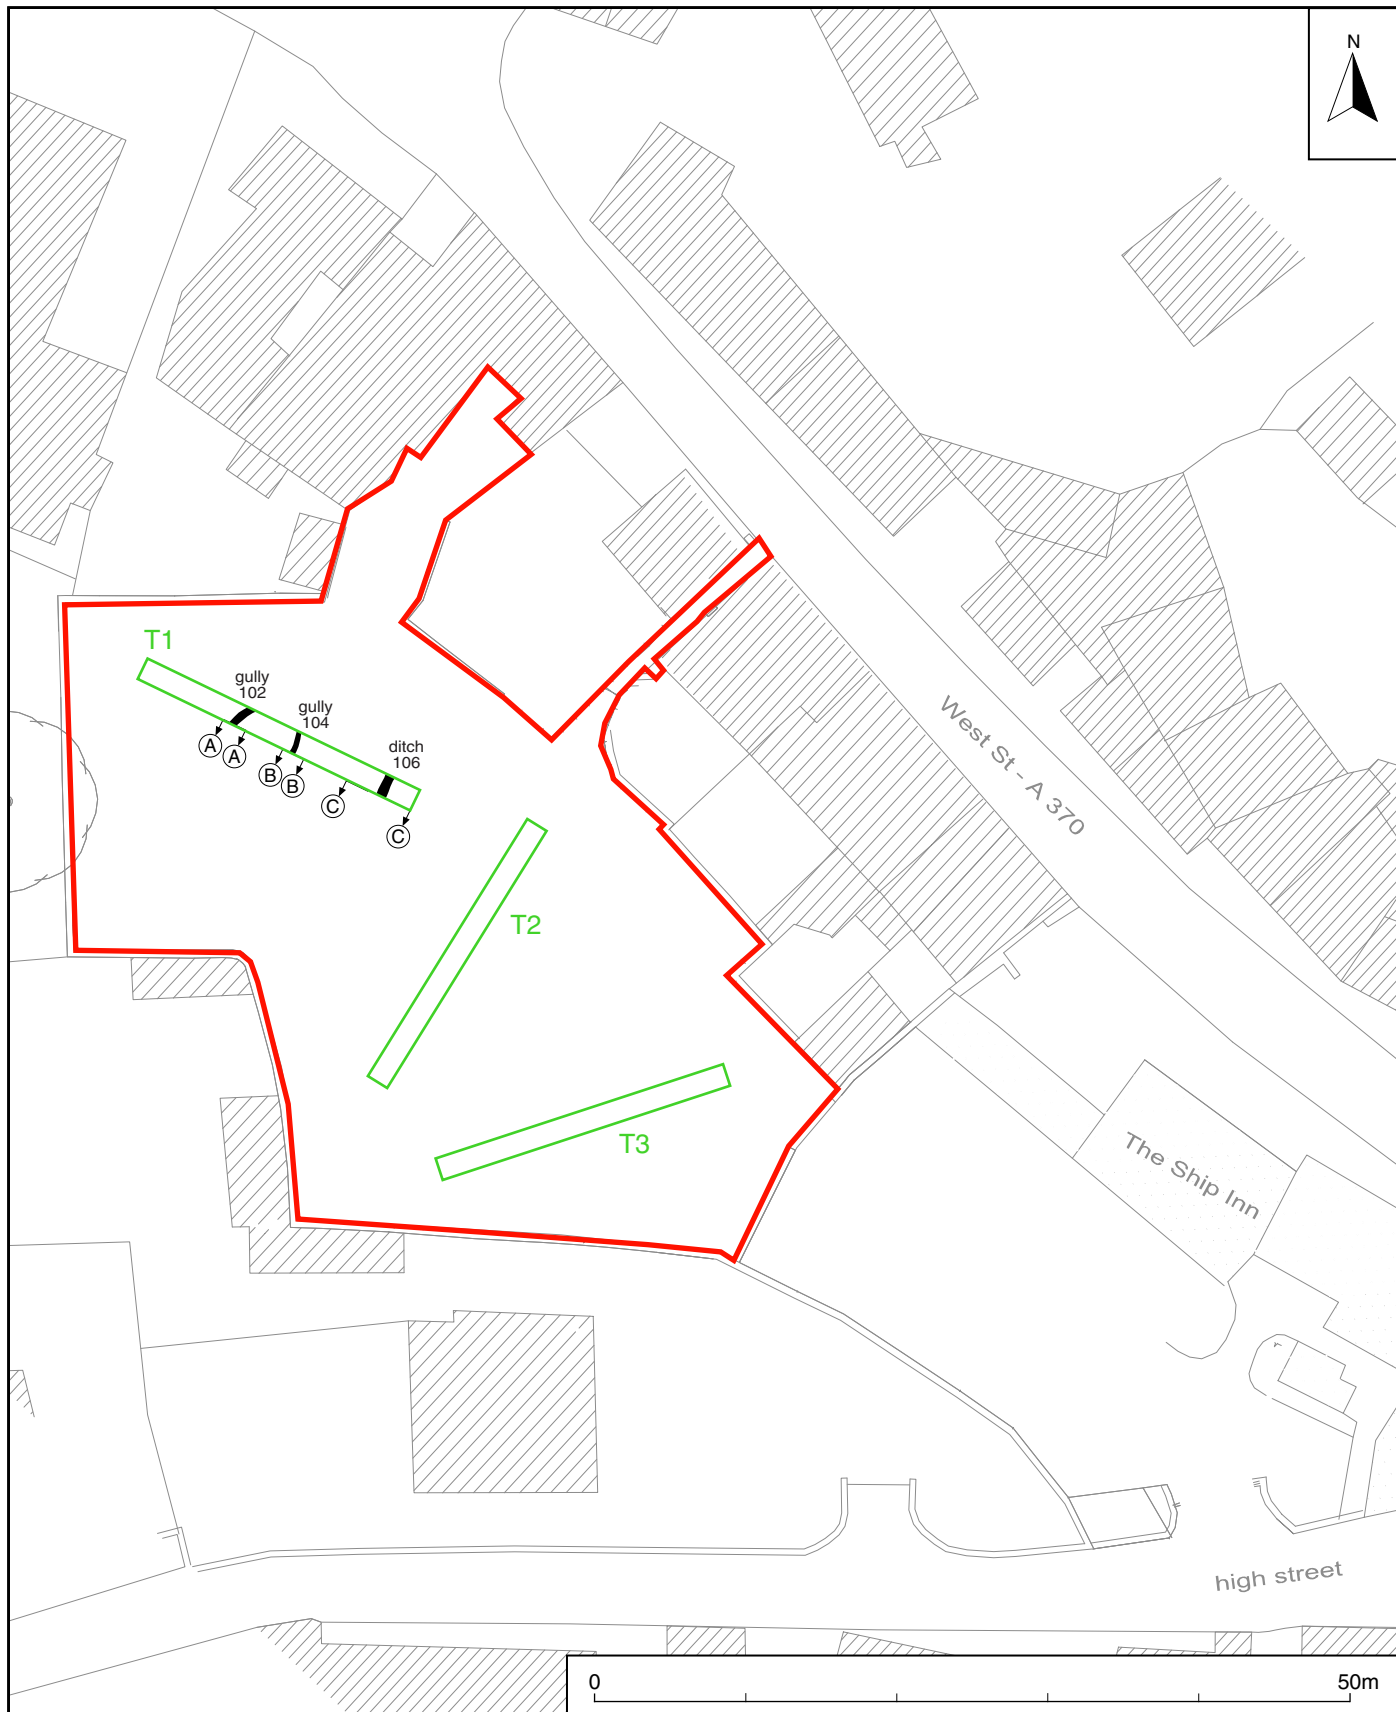 N
T1
gully
102
gully
104
ditch
106
A
A
B
B
C
C
T2
T3
West St - A 370
The Ship Inn
high street
0 50m